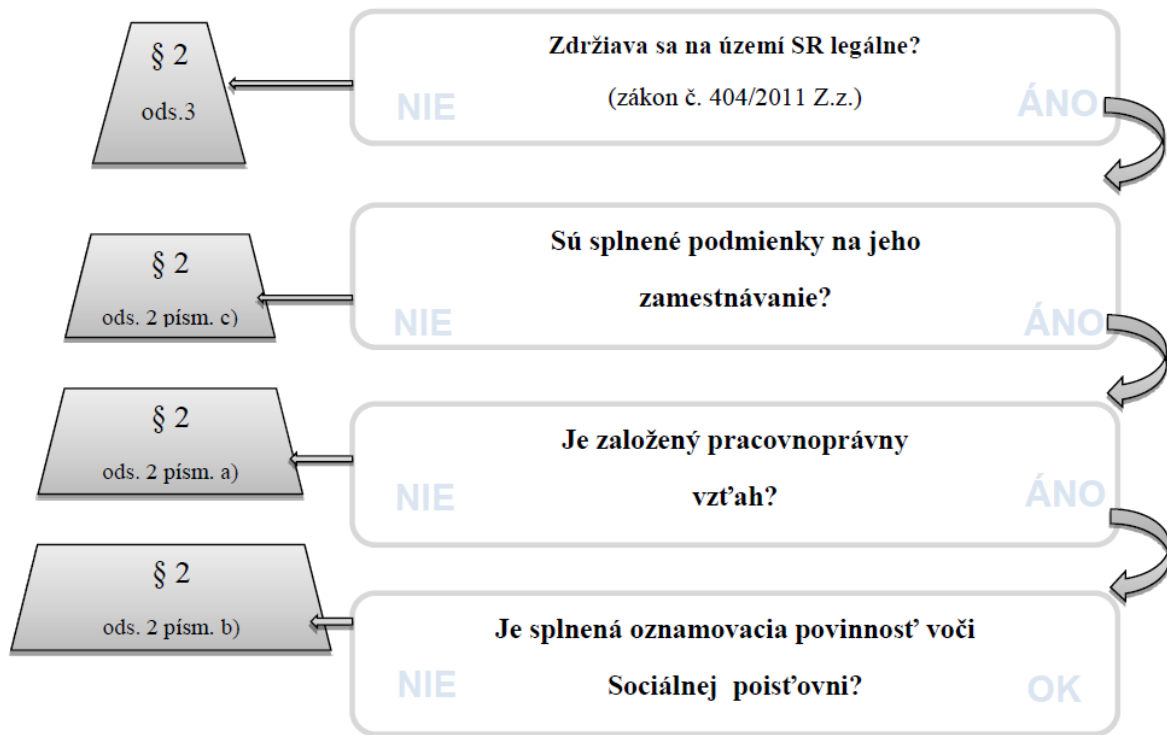 § 2
ods.3
Zdržiava sa na území SR legálne?
(zákon č. 404/2011 Z.z.)
NIE
ÁNO
§ 2
ods. 2 písm. c)
Sú splnené podmienky na jeho
zamestnávanie?
NIE
ÁNO
§ 2
ods. 2 písm. a)
Je založený pracovnoprávny
vzťah?
NIE
ÁNO
§ 2
ods. 2 písm. b)
Je splnená oznamovacia povinnosť voči
Sociálnej poisťovni?
NIE
OK